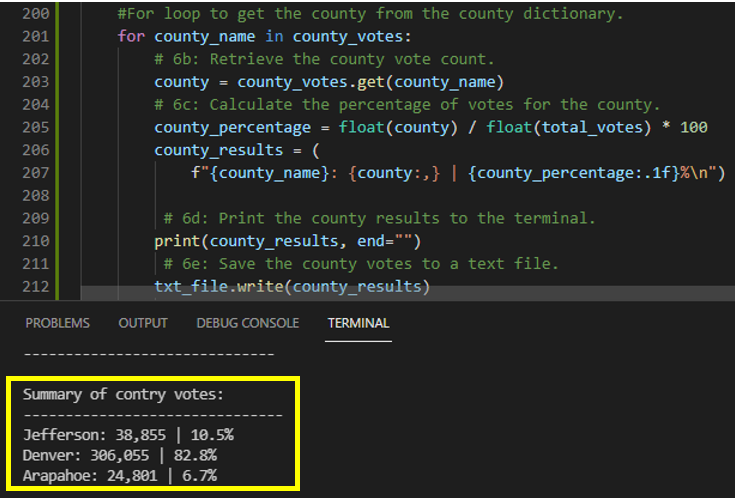 200 #For loop to get the county from the county dictionary.
201 for county_name in county_votes:
202 # 6b: Retrieve the county vote count.
203 county = county_votes.get(county_name)
204 # 6c: Calculate the percentage of votes for the county.
205 county_percentage = float(county) / float(total_votes) * 100
206 county_results = (
207 f"{county_name}: {county:,} | {county_percentage:.1f}%\n")
208
209 # 6d: Print the county results to the terminal.
210 print(county_results, end="")
211 # 6e: Save the county votes to a text file.
212 txt_file.write(county_results)
PROBLEMS OUTPUT DEBUG CONSOLE TERMINAL
------------------------------
Summary of contry votes:
-------------------------------
Jefferson: 38,855 | 10.5%
Denver: 306,055 | 82.8%
Arapahoe: 24,801 | 6.7%